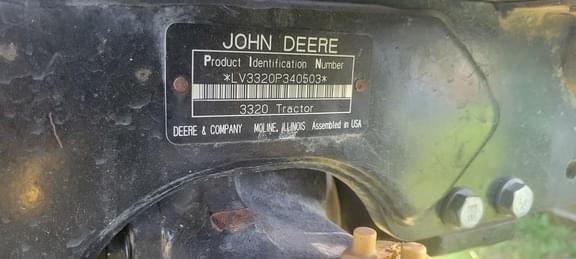 JOHN DEERE
Product Identification Number
*LV3320P340503*
3320 Tractor
DEERE & COMPANY MOLINE, ILLINOIS Assembled in USA